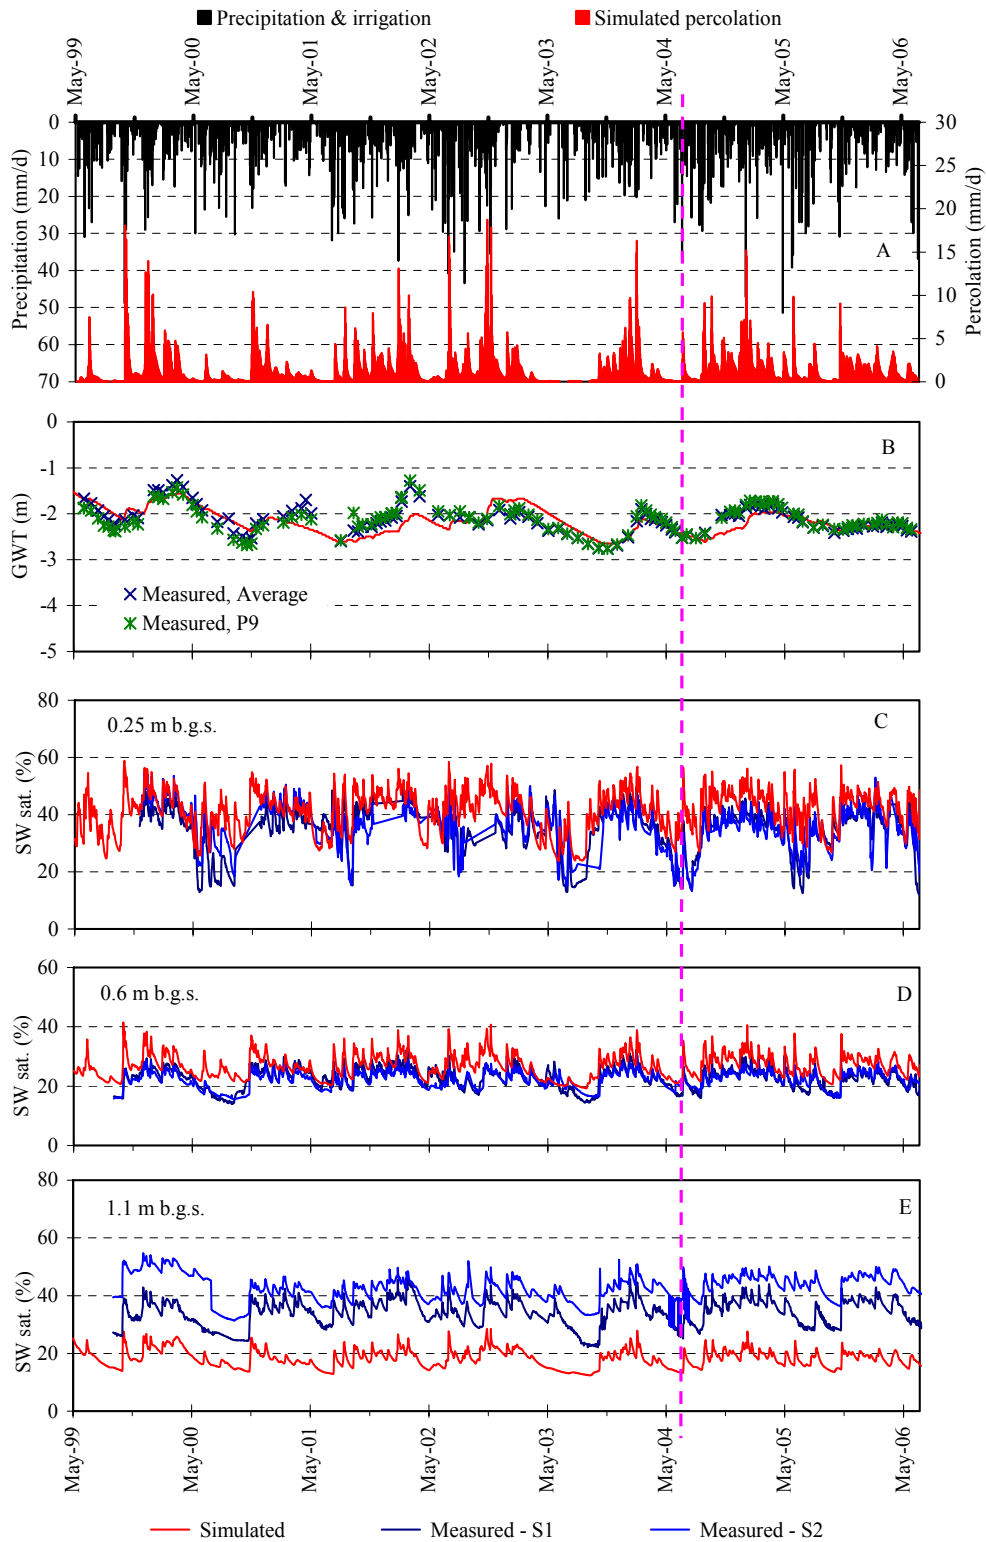 Precipitation & irrigation Simulated percolation
May-99 May-00 May-01 May-02 May-03 May-04 May-05 May-06
Precipitation (mm/d)
0
10
20
30
40
50
60
70
30
25
20
15
10
5
0
Percolation (mm/d)
A
GWT (m)
0
-1
-2
-3
-4
-5
B
Measured, Average
Measured, P9
SW sat. (%)
80
60
40
20
0
0.25 m b.g.s.
C
SW sat. (%)
60
40
20
0
0.6 m b.g.s.
D
SW sat. (%)
80
60
40
20
0
1.1 m b.g.s.
E
May-99 May-00 May-01 May-02 May-03 May-04 May-05 May-06
Simulated Measured - S1 Measured - S2